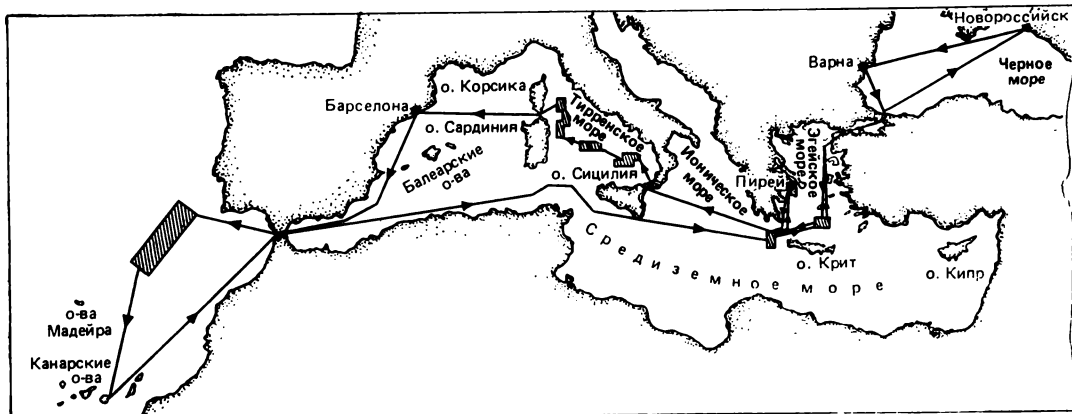 Новороссийск
Варна
Черное
море
о. Корсика
Барселона
Тирренское
море
о. Сардиния
Балеарские
о-ва
о. Сицилия
Ионическое
море
Пирей
Эгейское
море
Средиземное море
о. Крит
о. Кипр
о-ва
Мадейра
Канарские
о-ва